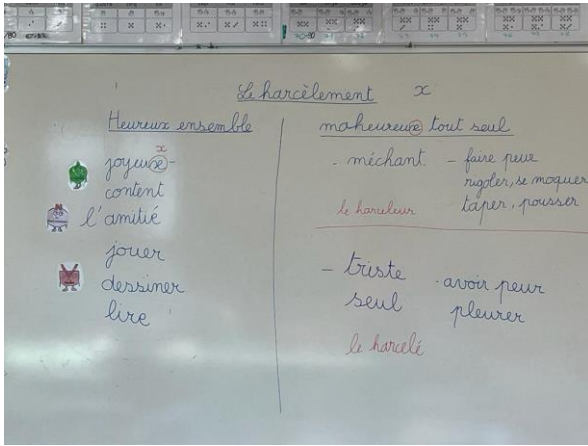 Le harcèlement x
Heureux ensemble
x
joyeux -
content
l'amitié
jouer
dessiner
lire
malheureux tout seul
- méchant. - faire peur
rigoler, se moquer
taper, pousser
le harceleur
- triste - avoir peur
seul pleurer
le harcelé